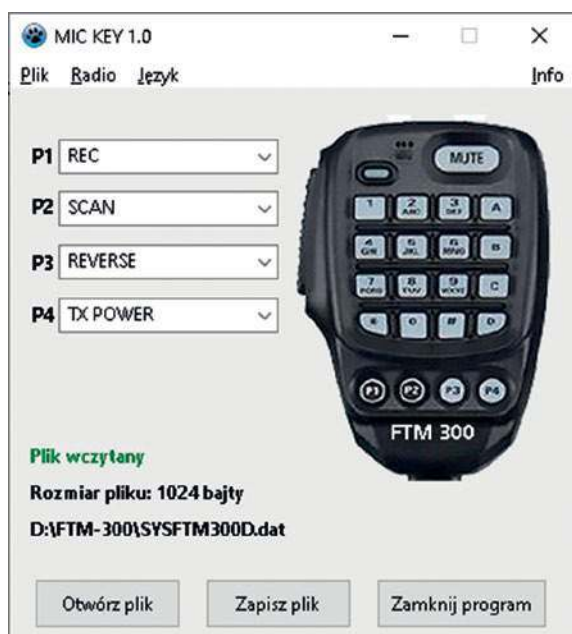 MIC KEY 1.0
Plik Radio Język Info
P1 REC
P2 SCAN
P3 REVERSE
P4 TX POWER
MUTE
1 2 ABC 3 DEF A
4 GHI 5 JKL 6 MNO B
7 PQRS 8 TUV 9 WXYZ C
* 0 # D
P1 P2 P3 P4
FTM 300
Plik wczytany
Rozmiar pliku: 1024 bajty
D:\FTM-300\SYSFTM300D.dat
Otwórz plik Zapisz plik Zamknij program